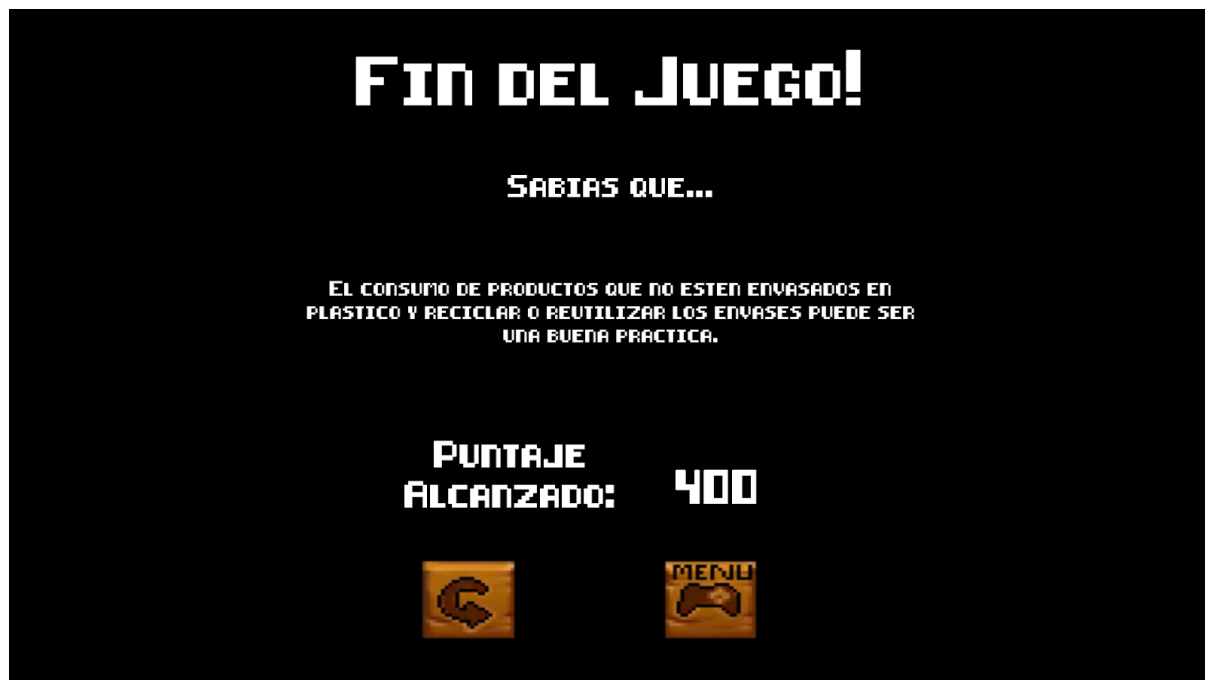 Fin del Juego!
Sabias que...
El consumo de productos que no esten envasados en
plastico y reciclar o reutilizar los envases puede ser
una buena practica.
Puntaje
Alcanzado:
400
MENU